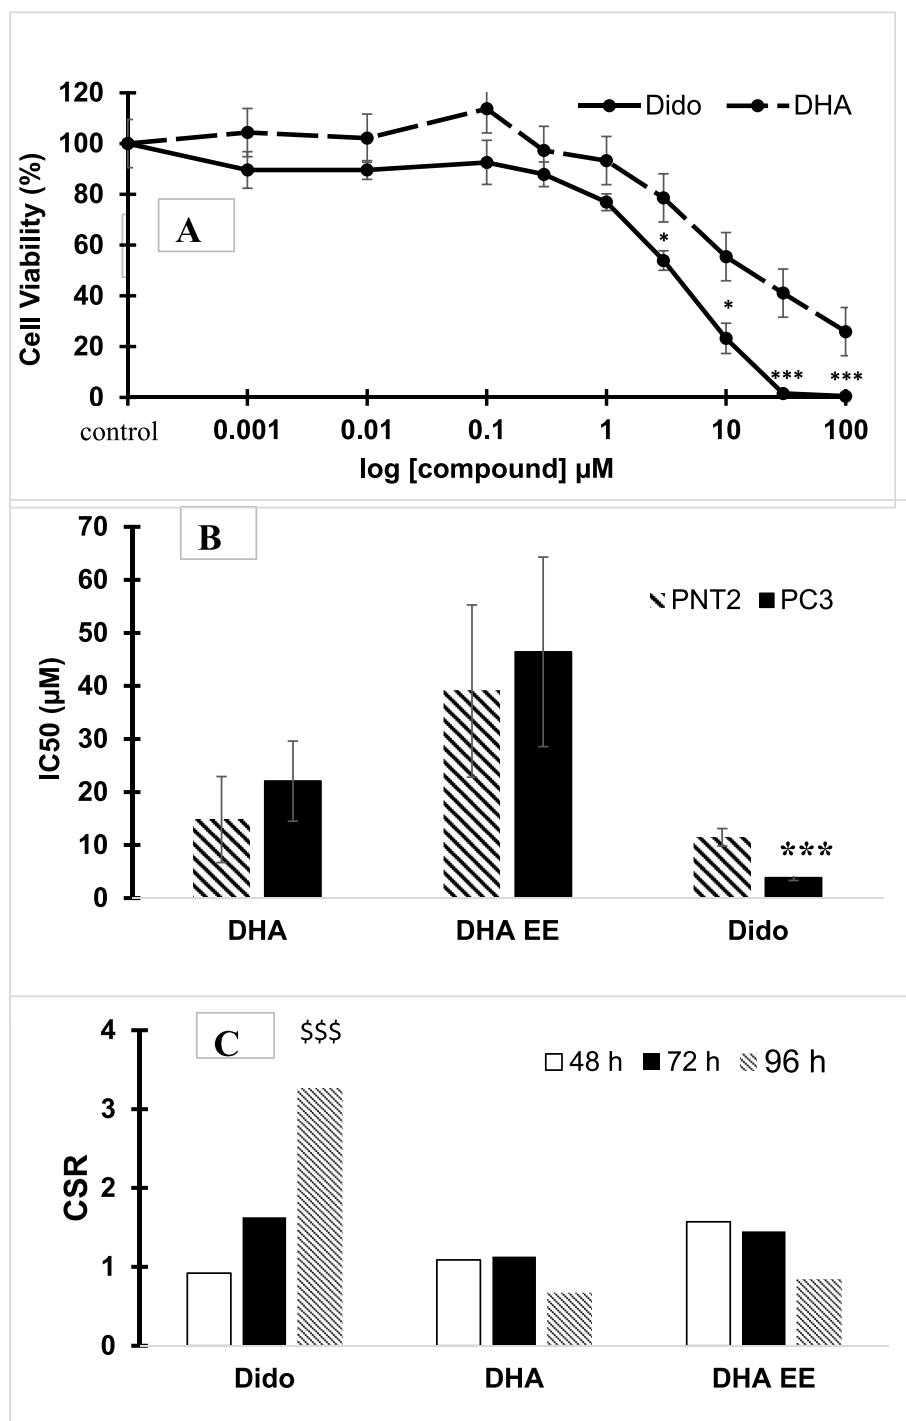 120
100
80
60
40
20
0
Cell Viability (%)
A
Dido
DHA
*
*
***
***
control
0.001
0.01
0.1
1
10
100
log [compound] µM
B
70
60
50
40
30
20
10
0
IC50 (µM)
PNT2
PC3
***
DHA
DHA EE
Dido
C
4
3
2
1
0
CSR
$$$
48 h
72 h
96 h
Dido
DHA
DHA EE